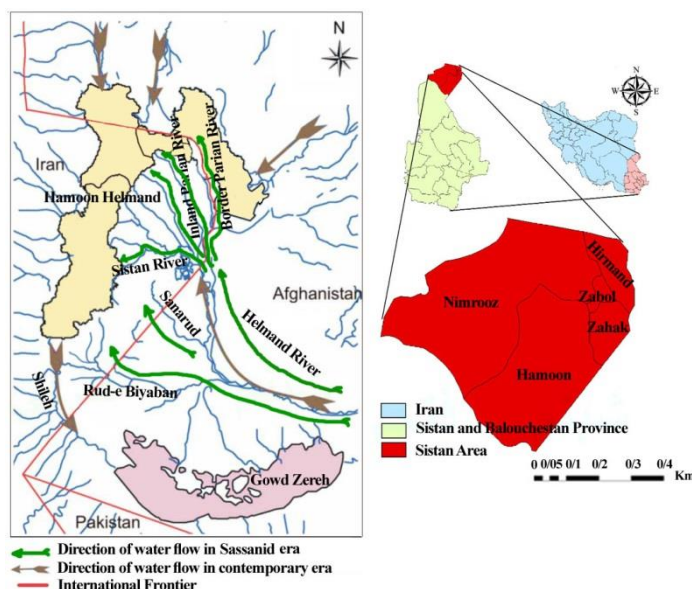 N
Iran
Hamoon Helmand
Inland Parian River
Border Parian River
Sistan River
Afghanistan
Sanarud
Helmand River
Shileh
Rud-e Biyaban
Gowd Zereh
Pakistan
Direction of water flow in Sassanid era
Direction of water flow in contemporary era
International Frontier
N
W
E
S
Hirmand
Nimrooz
Zabol
Zahak
Hamoon
Iran
Sistan and Balouchestan Province
Sistan Area
0 0/05 0/1 0/2 0/3 0/4
Km